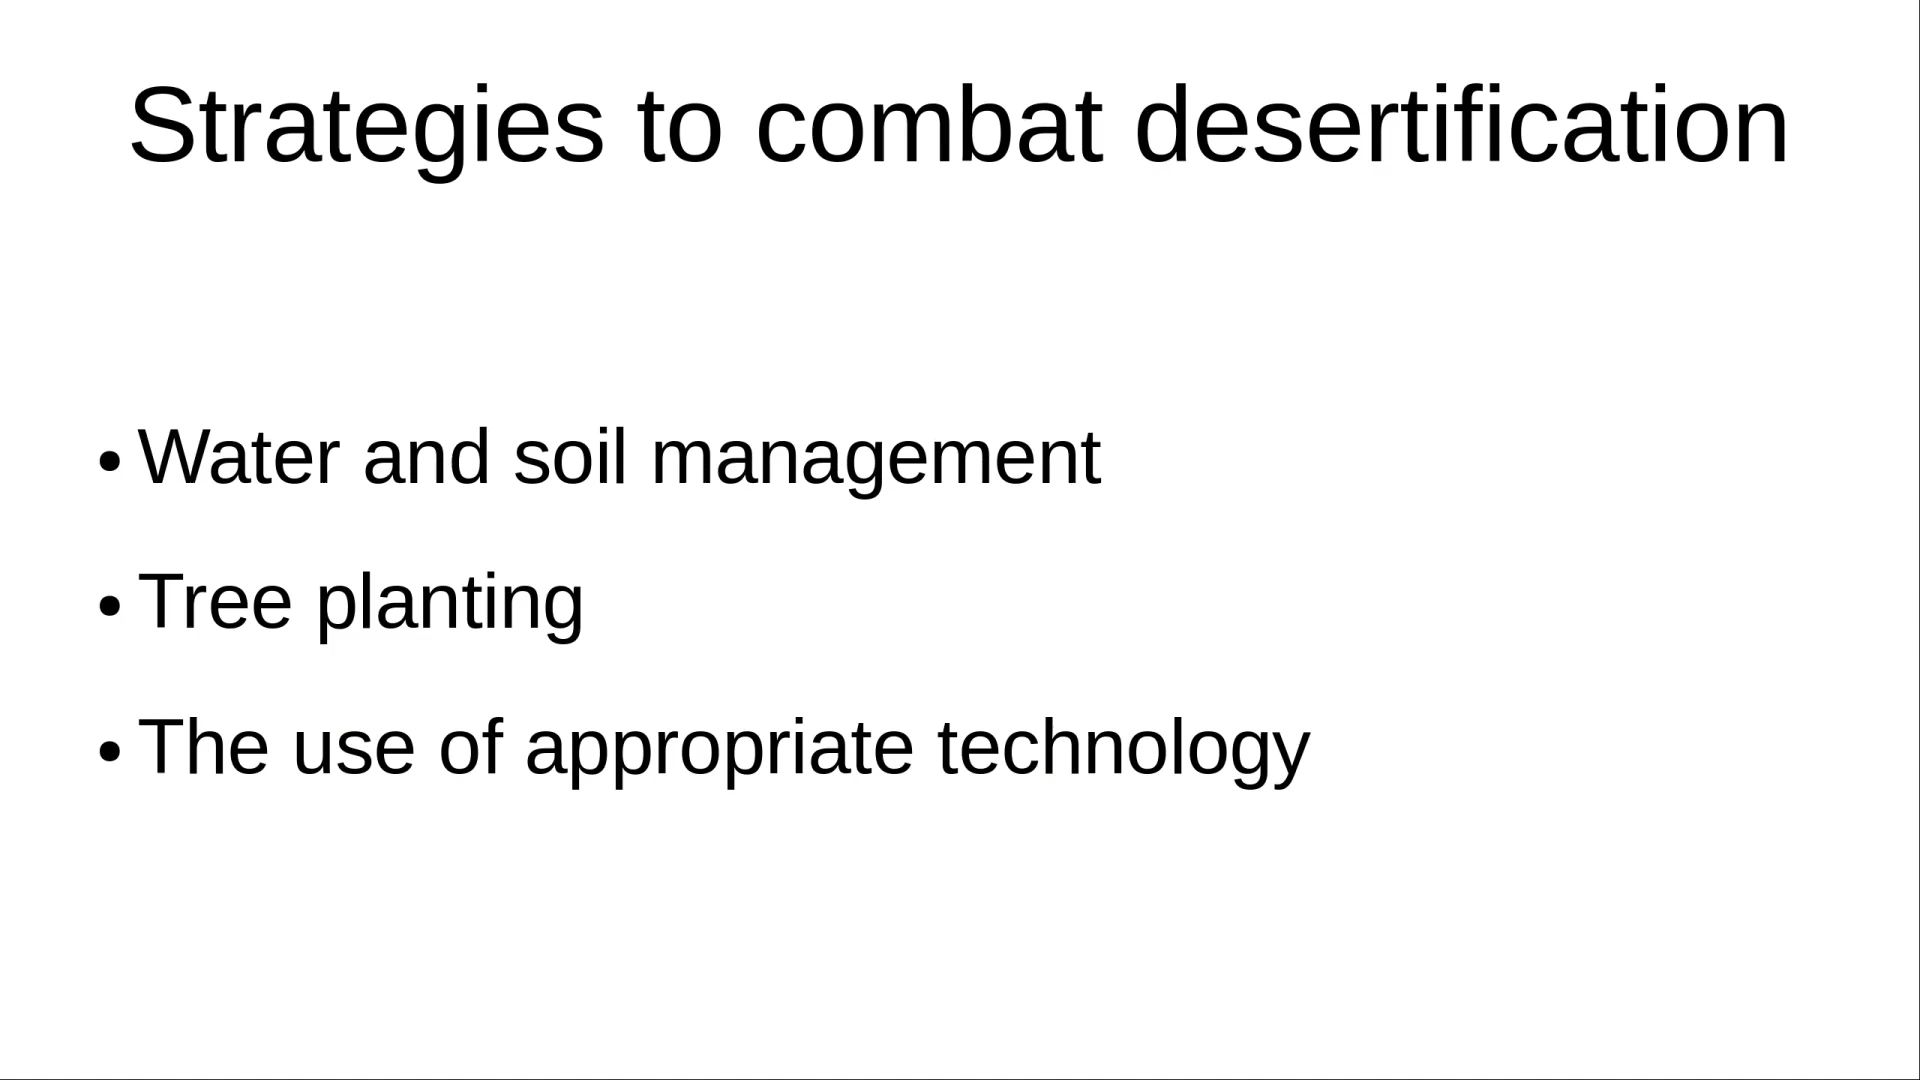 Strategies to combat desertification
• Water and soil management
• Tree planting
• The use of appropriate technology